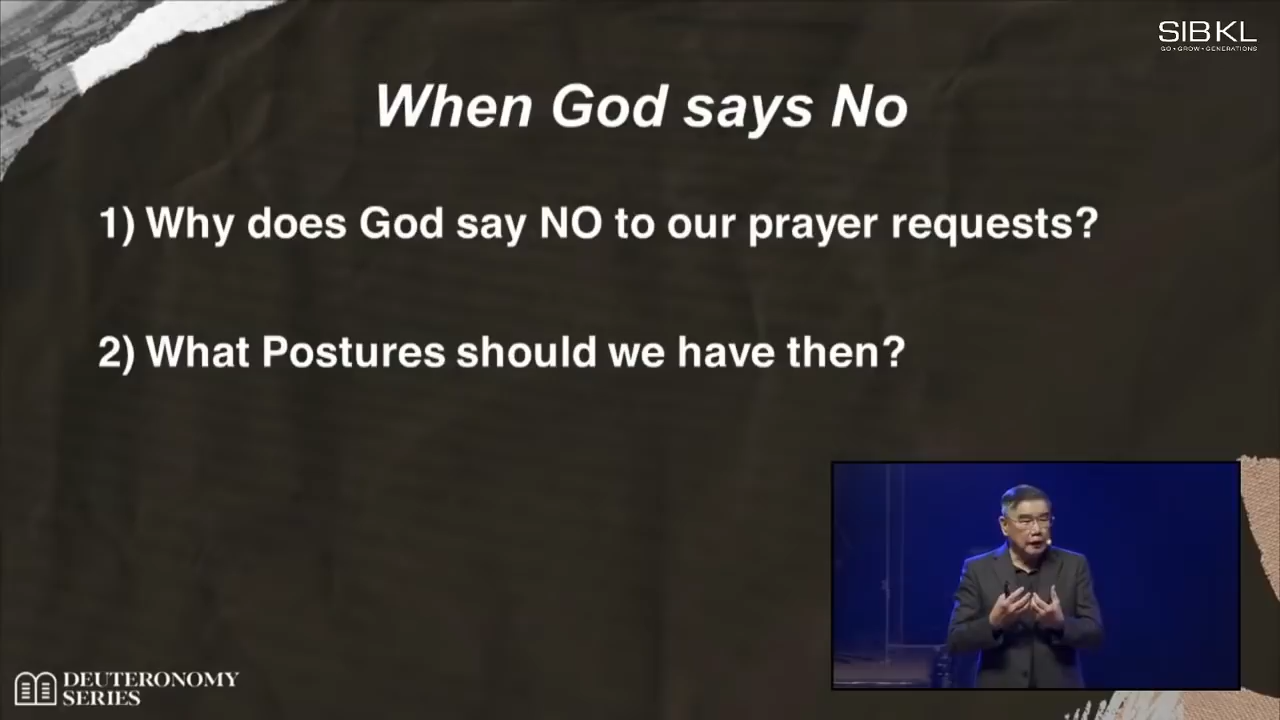 SIBKL
GO • GROW • GENERATIONS
When God says No
1) Why does God say NO to our prayer requests?
2) What Postures should we have then?
DEUTERONOMY
SERIES